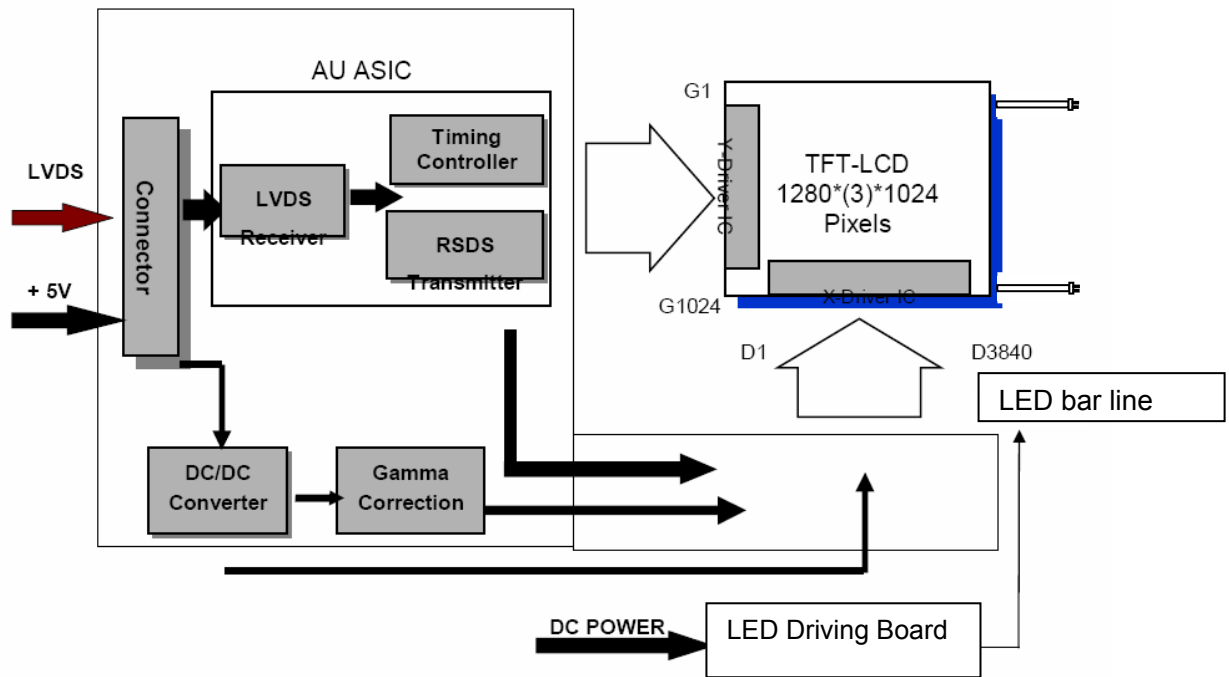 AU ASIC
LVDS
+ 5V
Connector
LVDS
Receiver
Timing
Controller
RSDS
Transmitter
DC/DC
Converter
Gamma
Correction
G1
Y-Driver IC
TFT-LCD
1280*(3)*1024
Pixels
X-Driver IC
G1024
D1
D3840
LED bar line
DC POWER
LED Driving Board